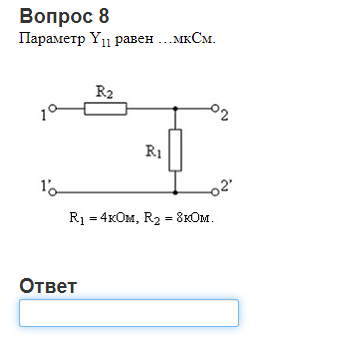 Вопрос 8
Параметр Y₁₁ равен …мкСм.
R₂
1
2
R₁
1'
2'
R₁ = 4кОм, R₂ = 8кОм.
Ответ